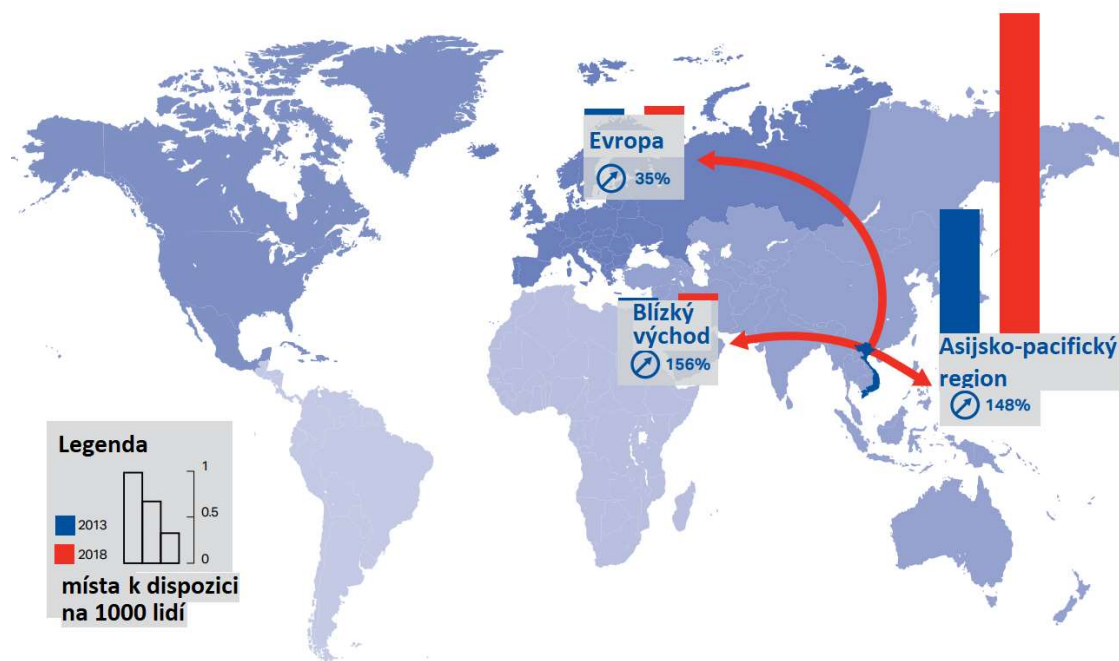 Evropa
35%
Blízký
východ
156%
Asijsko-pacifický
region
148%
Legenda
1
0.5
0
2013
2018
místa k dispozici
na 1000 lidí